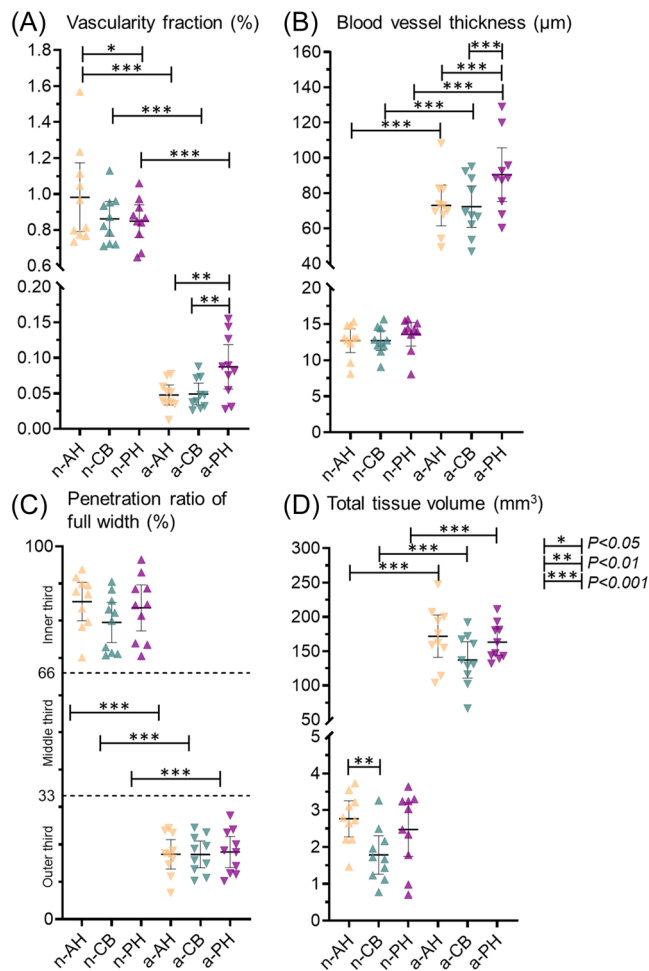 (A) Vascularity fraction (%)
*
***
***
***
**
**
1.8
1.6
1.4
1.2
1.0
0.8
0.6
0.20
0.15
0.10
0.05
0.00
n-AH
n-CB
n-PH
a-AH
a-CB
a-PH
(B) Blood vessel thickness (µm)
***
***
***
***
***
160
140
120
100
80
60
40
25
20
15
10
5
0
n-AH
n-CB
n-PH
a-AH
a-CB
a-PH
(C) Penetration ratio of
full width (%)
100
Inner third
66
Middle third
***
***
***
33
Outer third
0
n-AH
n-CB
n-PH
a-AH
a-CB
a-PH
(D) Total tissue volume (mm³)
***
***
***
**
300
250
200
150
100
50
5
4
3
2
1
0
n-AH
n-CB
n-PH
a-AH
a-CB
a-PH
* P<0.05
** P<0.01
*** P<0.001